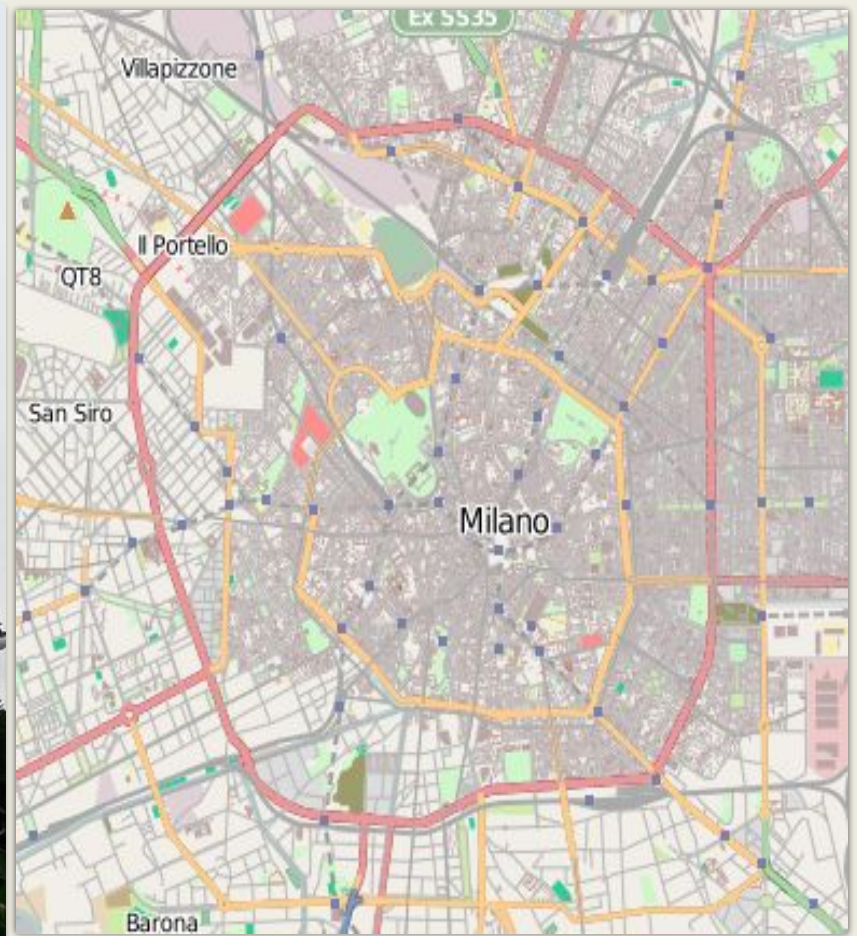 Ex SS35
Villapizzone
Il Portello
QT8
San Siro
Milano
Barona